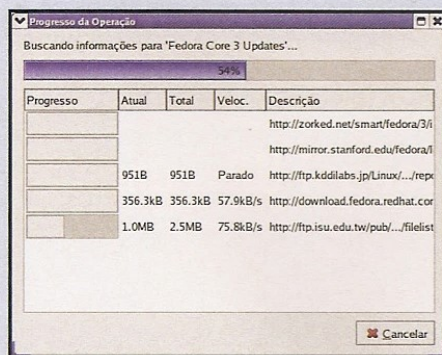 Progresso da Operação
Buscando informações para 'Fedora Core 3 Updates'...
54%
Progresso Atual Total Veloc. Descrição
http://zorked.net/smart/fedora/3/i
http://mirror.stanford.edu/fedora/l
951B 951B Parado http://ftp.kddilabs.jp/Linux/.../repo
356.3kB 356.3kB 57.9kB/s http://download.fedora.redhat.cor
1.0MB 2.5MB 75.8kB/s http://ftp.isu.edu.tw/pub/.../filelist
Cancelar